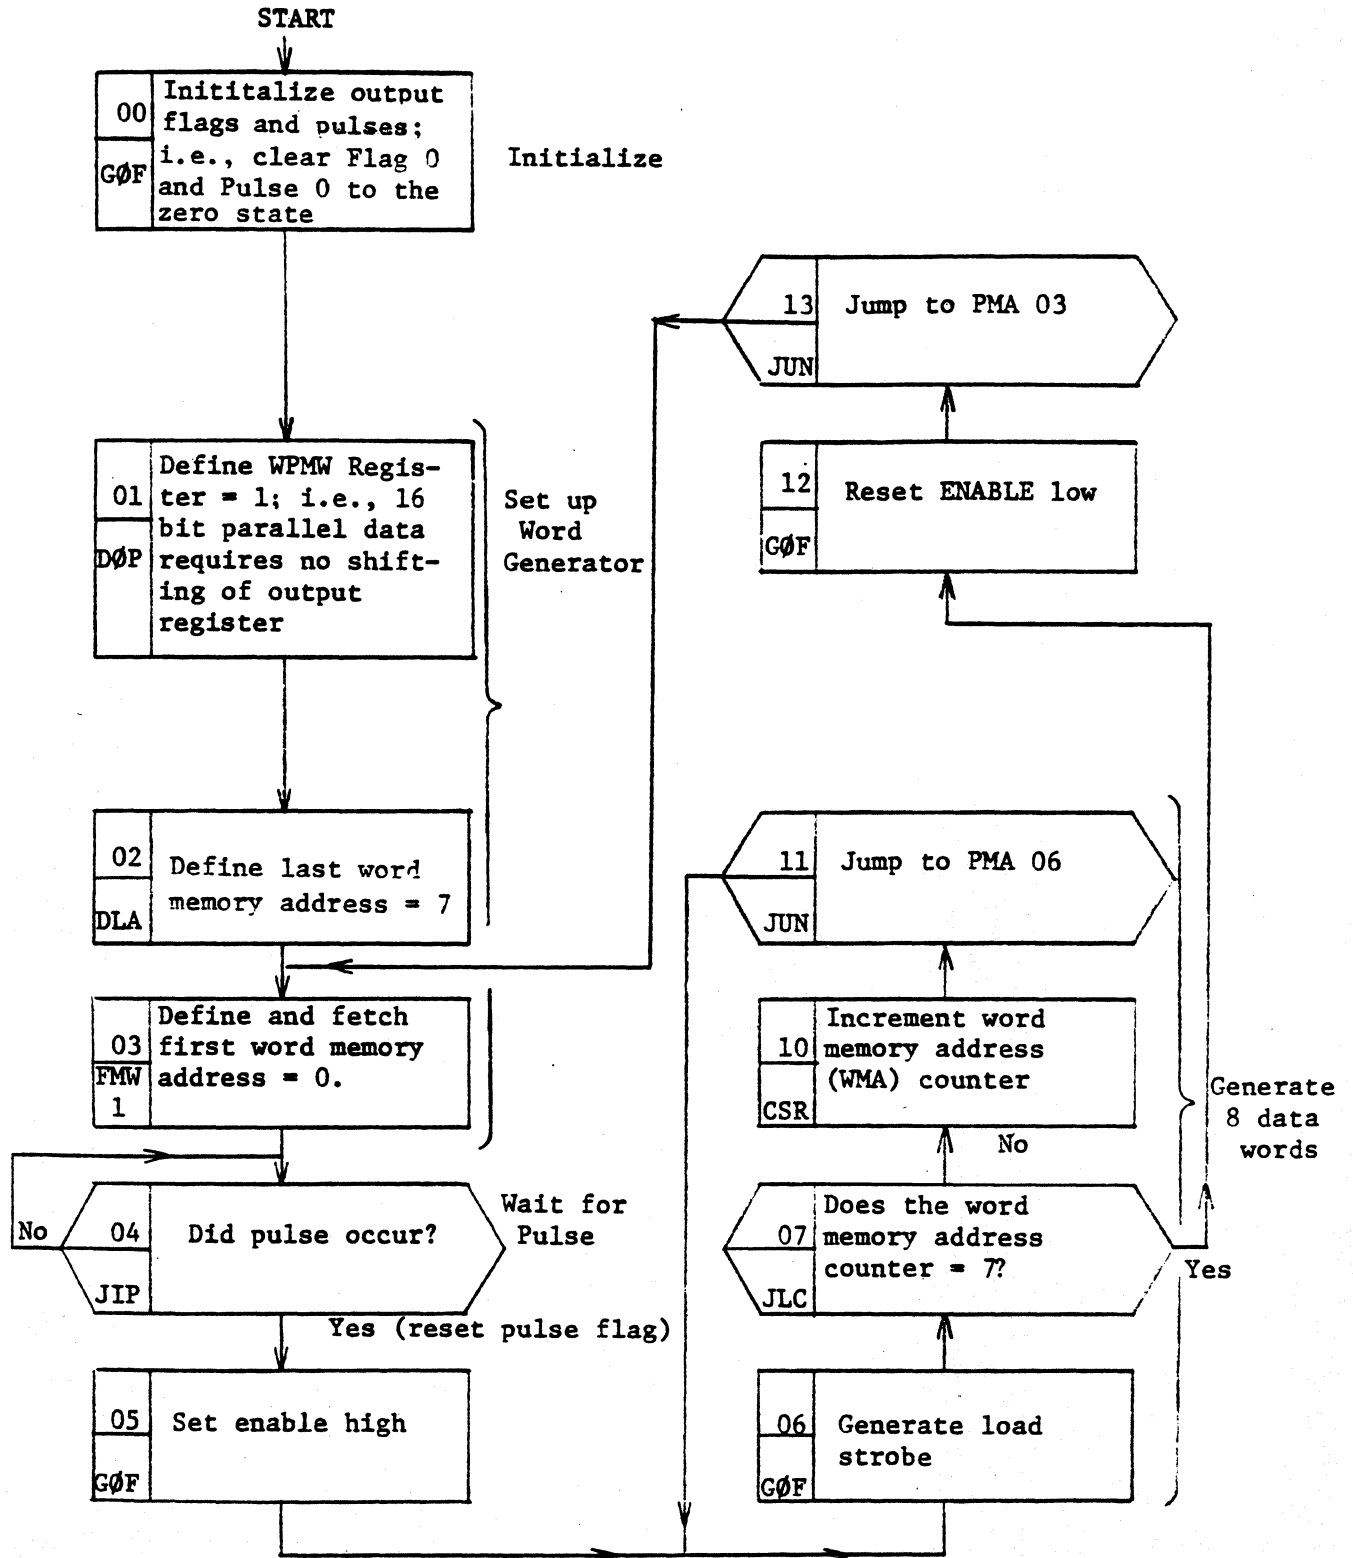 START
00
GØF
Inititalize output
flags and pulses;
i.e., clear Flag 0
and Pulse 0 to the
zero state
Initialize
01
DØP
Define WPMW Regis-
ter = 1; i.e., 16
bit parallel data
requires no shift-
ing of output
register
Set up
Word
Generator
02
DLA
Define last word
memory address = 7
03
FMW
1
Define and fetch
first word memory
address = 0.
No
04
JIP
Did pulse occur?
Wait for
Pulse
Yes (reset pulse flag)
05
GØF
Set enable high
13
JUN
Jump to PMA 03
12
GØF
Reset ENABLE low
11
JUN
Jump to PMA 06
10
CSR
Increment word
memory address
(WMA) counter
No
Generate
8 data
words
07
JLC
Does the word
memory address
counter = 7?
Yes
06
GØF
Generate load
strobe